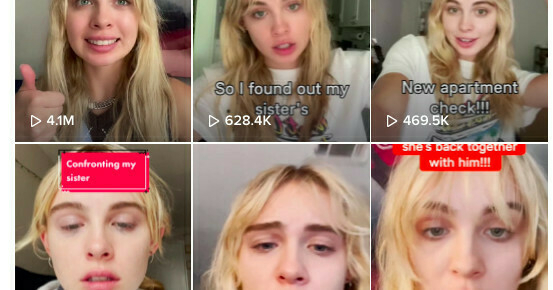 So I found out my
sister's
New apartment
check!!!
4.1M
628.4K
469.5K
Confronting my
sister
she's back together
with him!!!